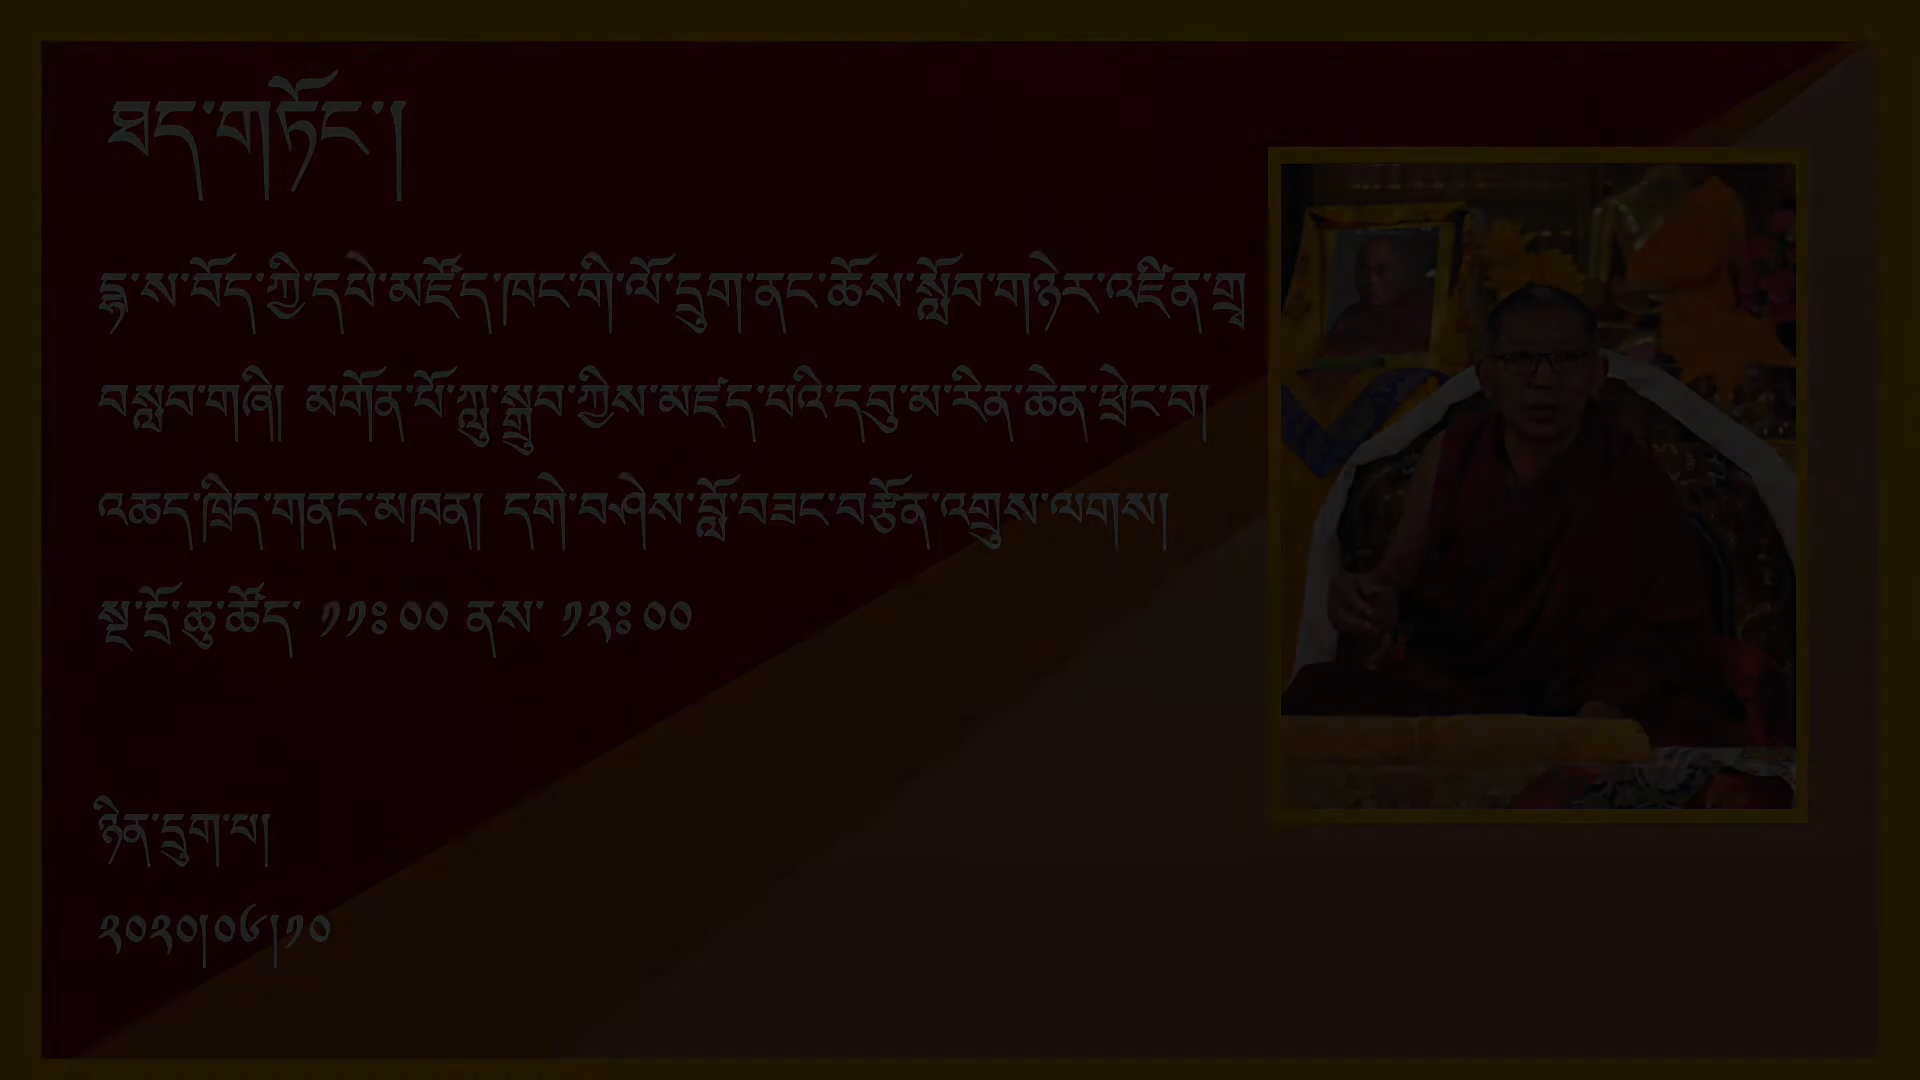 ཐད་གཏོང་།
རྡ་ས་བོད་ཀྱི་དཔེ་མཛོད་ཁང་གི་ལོ་དྲུག་ནང་ཆོས་སློབ་གཉེར་འཛིན་གྲྭ
བསླབ་གཞི། མགོན་པོ་ཀླུ་སྒྲུབ་ཀྱིས་མཛད་པའི་དབུ་མ་རིན་ཆེན་ཕྲེང་བ།
འཆད་ཁྲིད་གནང་མཁན། དགེ་བཤེས་བློ་བཟང་བརྩོན་འགྲུས་ལགས།
སྔ་དྲོ་ཆུ་ཚོད་ ༡༡:༠༠ ནས་ ༡༢:༠༠
ཉིན་དྲུག་པ།
༢༠༢༠།༠༦།༡༠